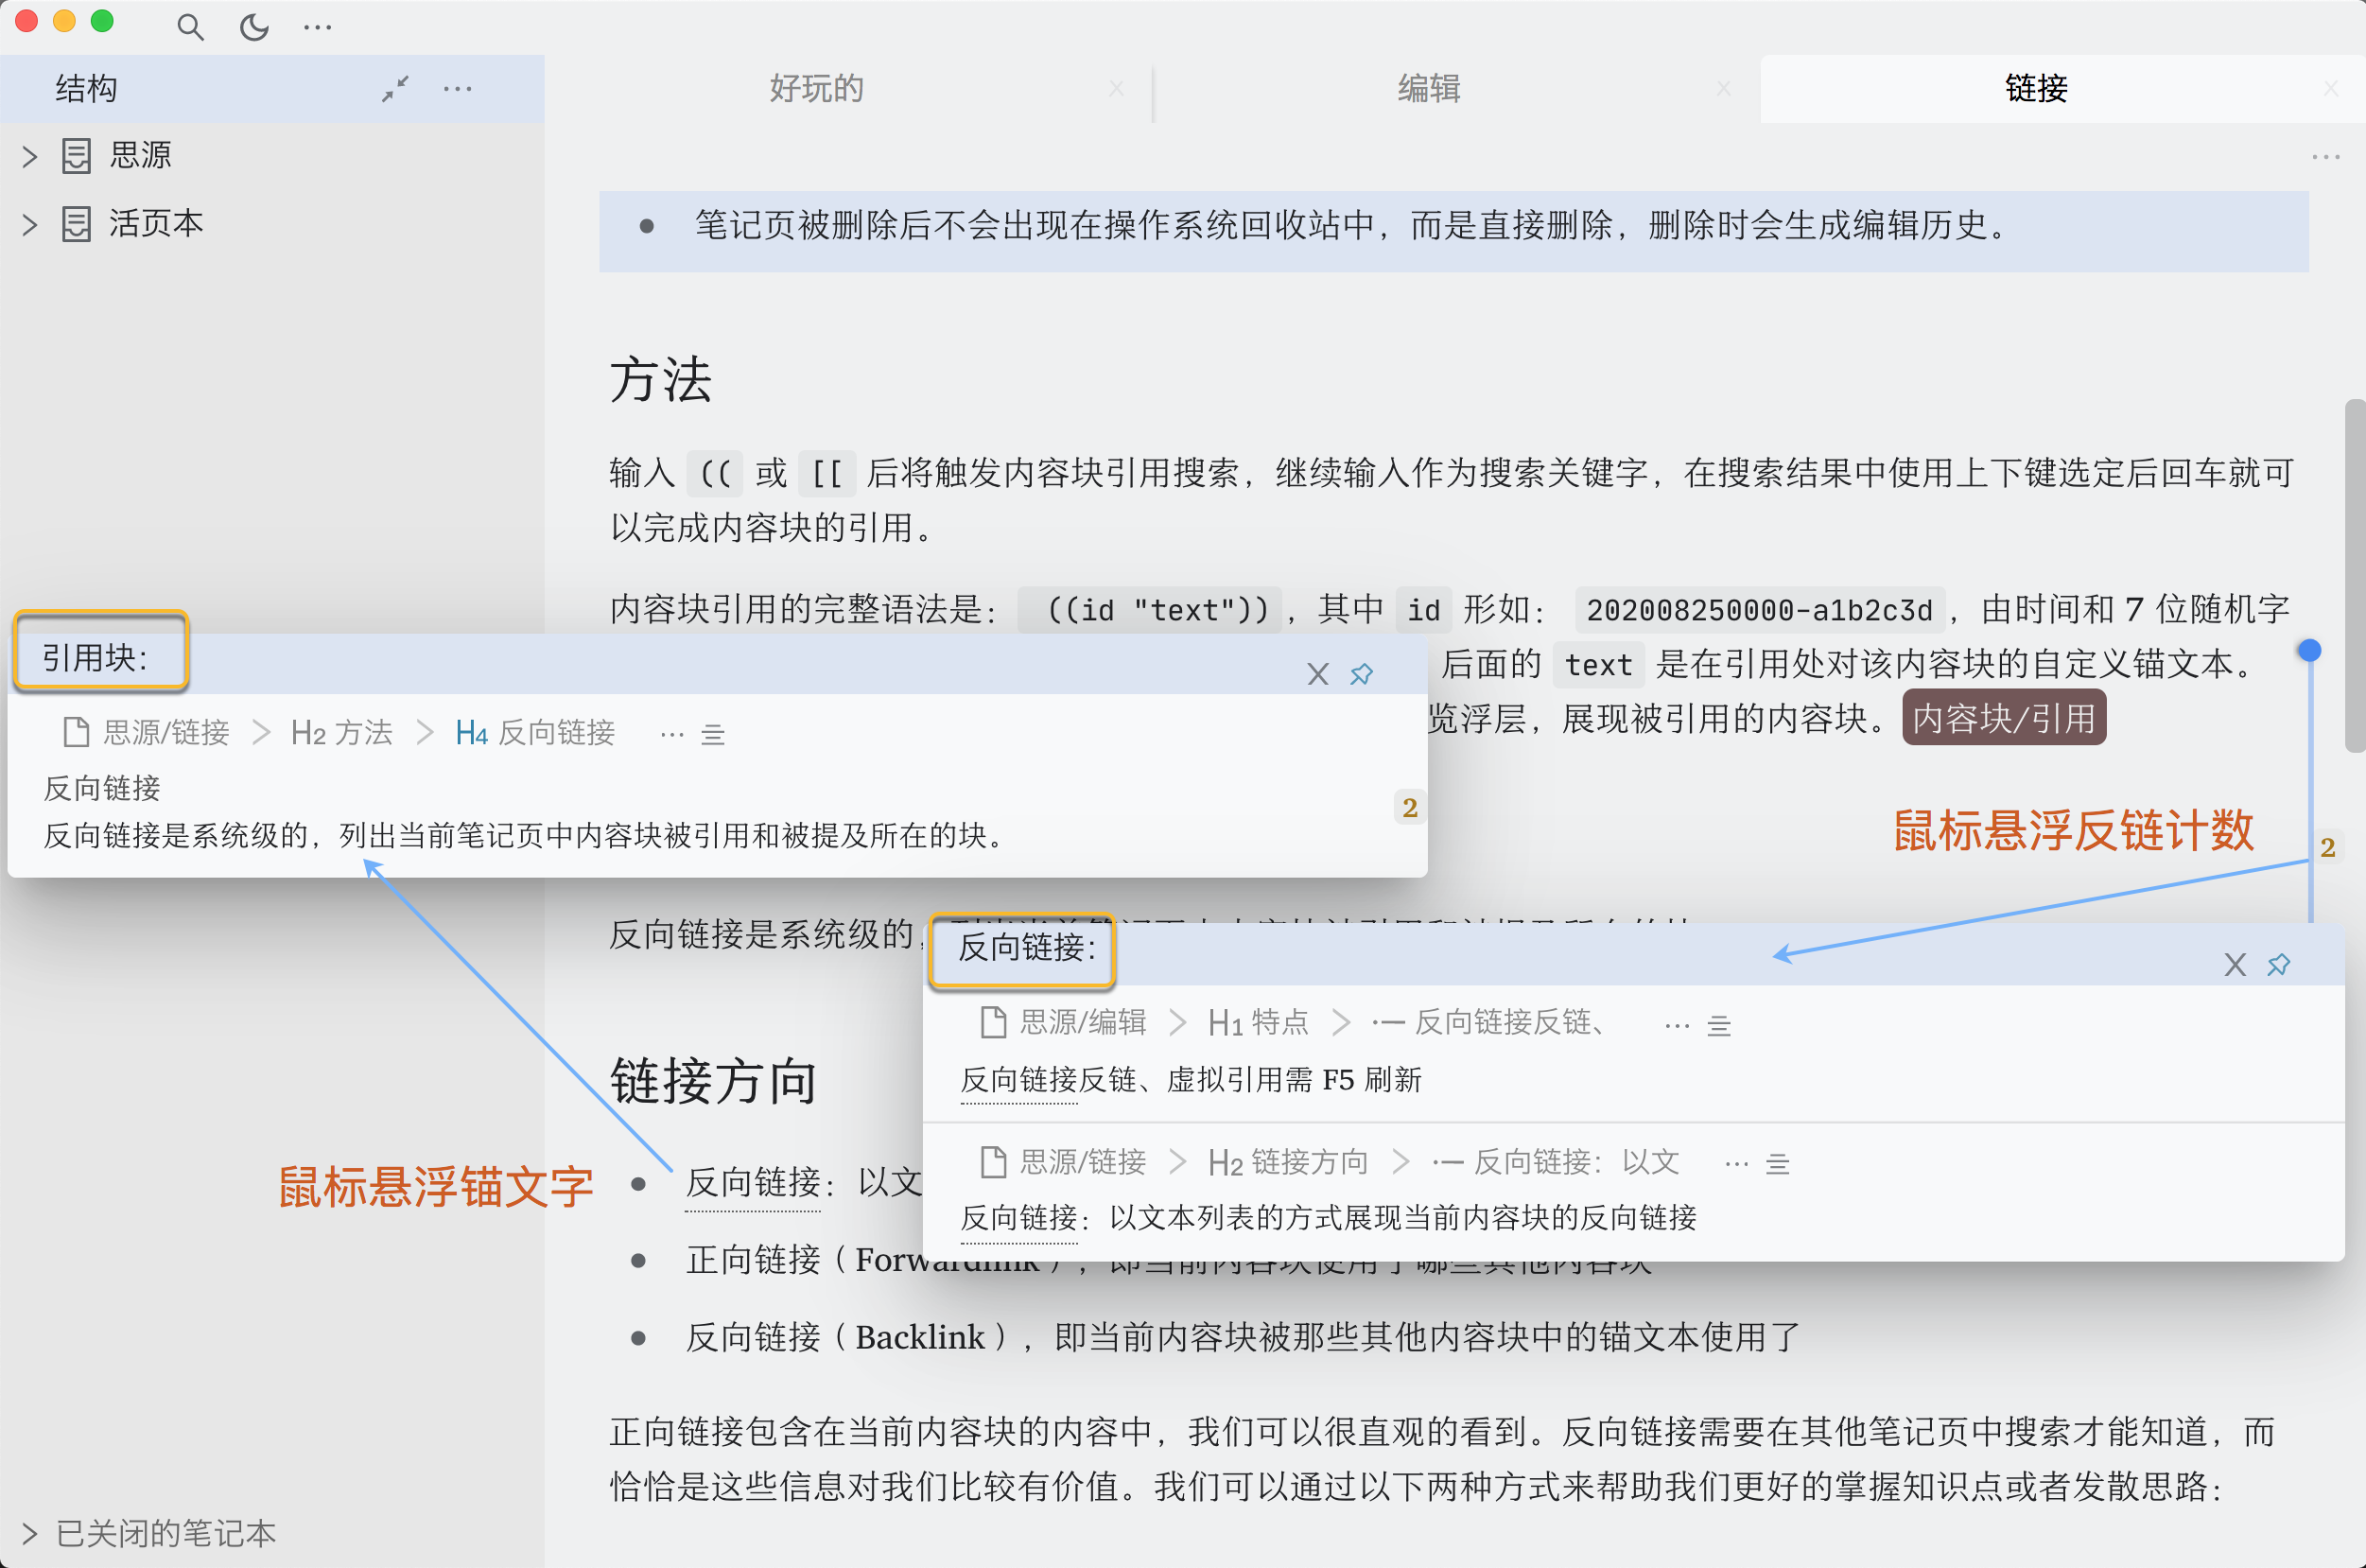 结构
好玩的
编辑
链接
思源
活页本
笔记页被删除后不会出现在操作系统回收站中，而是直接删除，删除时会生成编辑历史。
方法
输入 (( 或 [[ 后将触发内容块引用搜索，继续输入作为搜索关键字，在搜索结果中使用上下键选定后回车就可
以完成内容块的引用。
内容块引用的完整语法是： ((id "text"))，其中 id 形如： 202008250000-a1b2c3d，由时间和 7 位随机字
后面的 text 是在引用处对该内容块的自定义锚文本。
览浮层，展现被引用的内容块。 内容块/引用
引用块：
思源/链接 > H2 方法 > H4 反向链接 ...
反向链接
反向链接是系统级的，列出当前笔记页中内容块被引用和被提及所在的块。
2
鼠标悬浮反链计数
2
反向链接是系统级的，
反向链接：
思源/编辑 > H1 特点 > 反向链接反链、 ...
反向链接反链、虚拟引用需 F5 刷新
思源/链接 > H2 链接方向 > 反向链接：以文 ...
反向链接：以文本列表的方式展现当前内容块的反向链接
链接方向
鼠标悬浮锚文字
反向链接：以文
正向链接（Forwardlink），即当前内容块使用了哪些其他内容块
反向链接（Backlink），即当前内容块被那些其他内容块中的锚文本使用了
正向链接包含在当前内容块的内容中，我们可以很直观的看到。反向链接需要在其他笔记页中搜索才能知道，而
恰恰是这些信息对我们比较有价值。我们可以通过以下两种方式来帮助我们更好的掌握知识点或者发散思路：
已关闭的笔记本